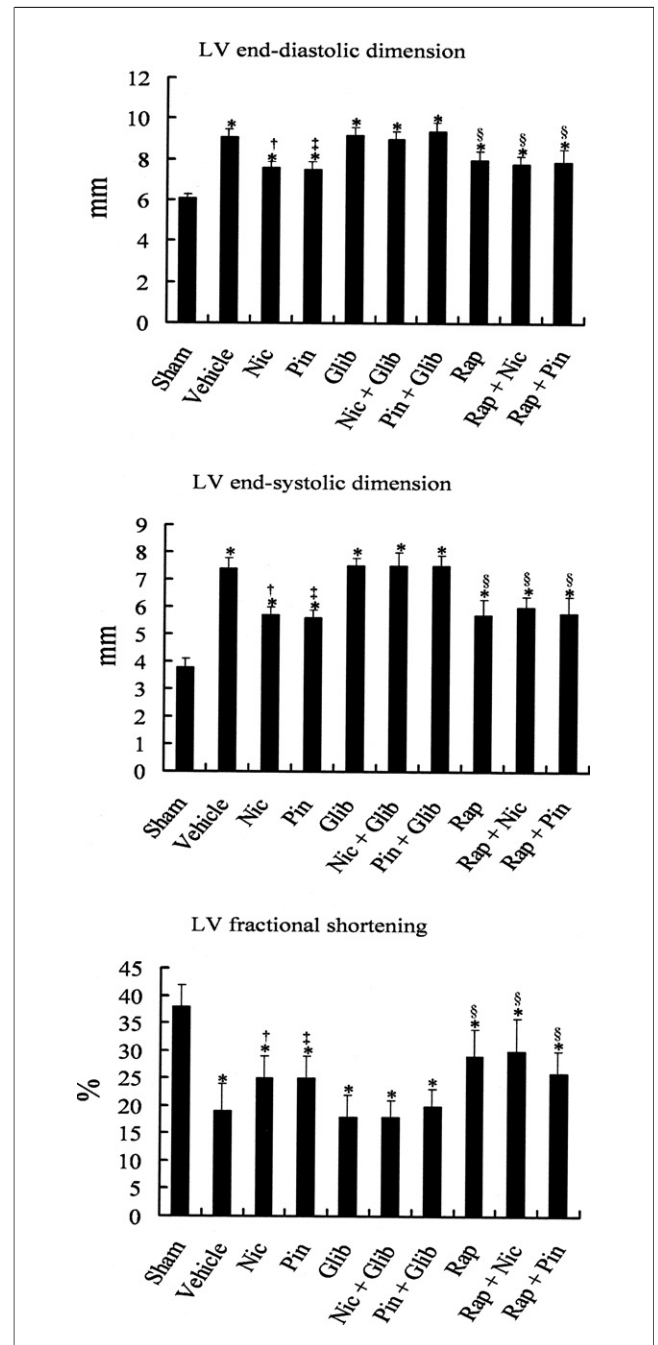 LV end-diastolic dimension
12
10
8
6
4
2
0
mm
* †* ‡* * * * §* §* §*
Sham Vehicle Nic Pin Glib Nic + Glib Pin + Glib Rap Rap + Nic Rap + Pin
LV end-systolic dimension
9
8
7
6
5
4
3
2
1
0
mm
* †* ‡* * * * §* §* §*
Sham Vehicle Nic Pin Glib Nic + Glib Pin + Glib Rap Rap + Nic Rap + Pin
LV fractional shortening
45
40
35
30
25
20
15
10
5
0
%
* †* ‡* * * * §* §* §*
Sham Vehicle Nic Pin Glib Nic + Glib Pin + Glib Rap Rap + Nic Rap + Pin